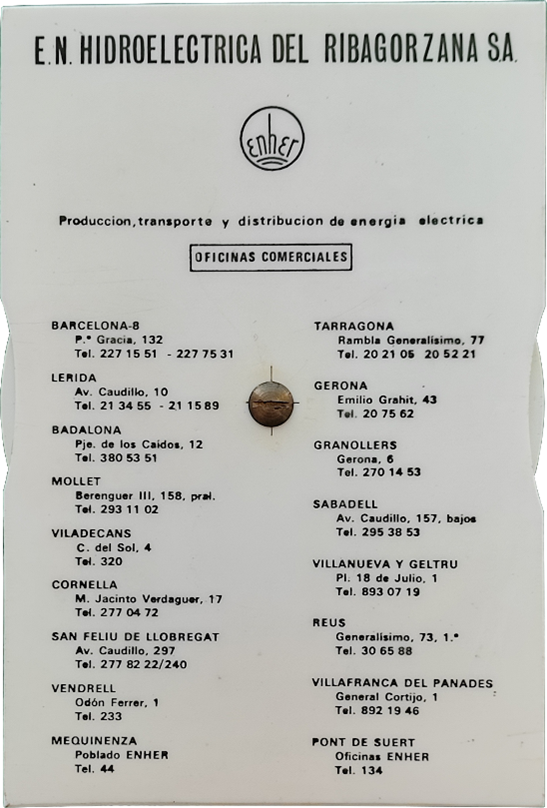 E.N. HIDROELECTRICA DEL RIBAGORZANA S.A.
enher
Produccion, transporte y distribucion de energia electrica
OFICINAS COMERCIALES
BARCELONA-8
P.º Gracia, 132
Tel. 227 15 51 - 227 75 31
LERIDA
Av. Caudillo, 10
Tel. 21 34 55 - 21 15 89
BADALONA
Pje. de los Caidos, 12
Tel. 380 53 51
MOLLET
Berenguer III, 158, pral.
Tel. 293 11 02
VILADECANS
C. del Sol, 4
Tel. 320
CORNELLA
M. Jacinto Verdaguer, 17
Tel. 277 04 72
SAN FELIU DE LLOBREGAT
Av. Caudillo, 297
Tel. 277 82 22/240
VENDRELL
Odón Ferrer, 1
Tel. 233
MEQUINENZA
Poblado ENHER
Tel. 44
TARRAGONA
Rambla Generalísimo, 77
Tel. 20 21 05 20 52 21
GERONA
Emilio Grahit, 43
Tel. 20 75 62
GRANOLLERS
Gerona, 6
Tel. 270 14 53
SABADELL
Av. Caudillo, 157, bajos
Tel. 295 38 53
VILLANUEVA Y GELTRU
Pl. 18 de Julio, 1
Tel. 893 07 19
REUS
Generalísimo, 73, 1.º
Tel. 30 65 88
VILLAFRANCA DEL PANADES
General Cortijo, 1
Tel. 892 19 46
PONT DE SUERT
Oficinas ENHER
Tel. 134